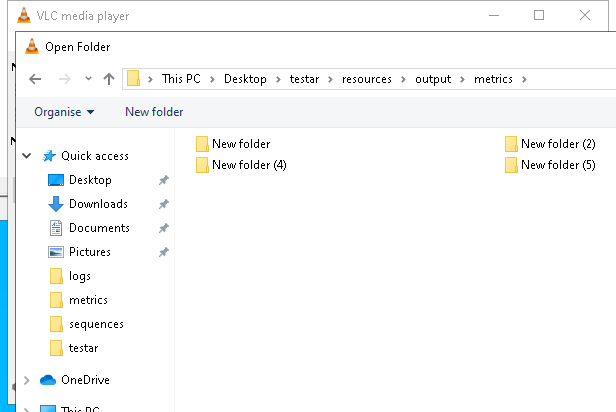 VLC media player
Open Folder
This PC > Desktop > testar > resources > output > metrics >
Organise New folder
New folder New folder (2)
New folder (4) New folder (5)
Quick access
Desktop
Downloads
Documents
Pictures
logs
metrics
sequences
testar
OneDrive
This PC